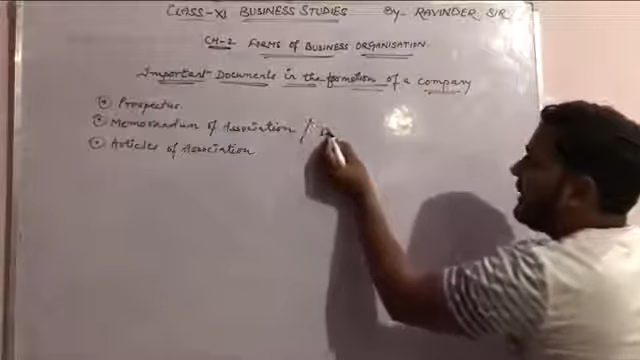 CLASS-XI BUSINESS STUDIES By- RAVINDER SIR
CH-2 FORMS OF BUSINESS ORGANISATION
Important Documents in the formation of a company
Prospectus
Memorandum of Association /
Articles of Association